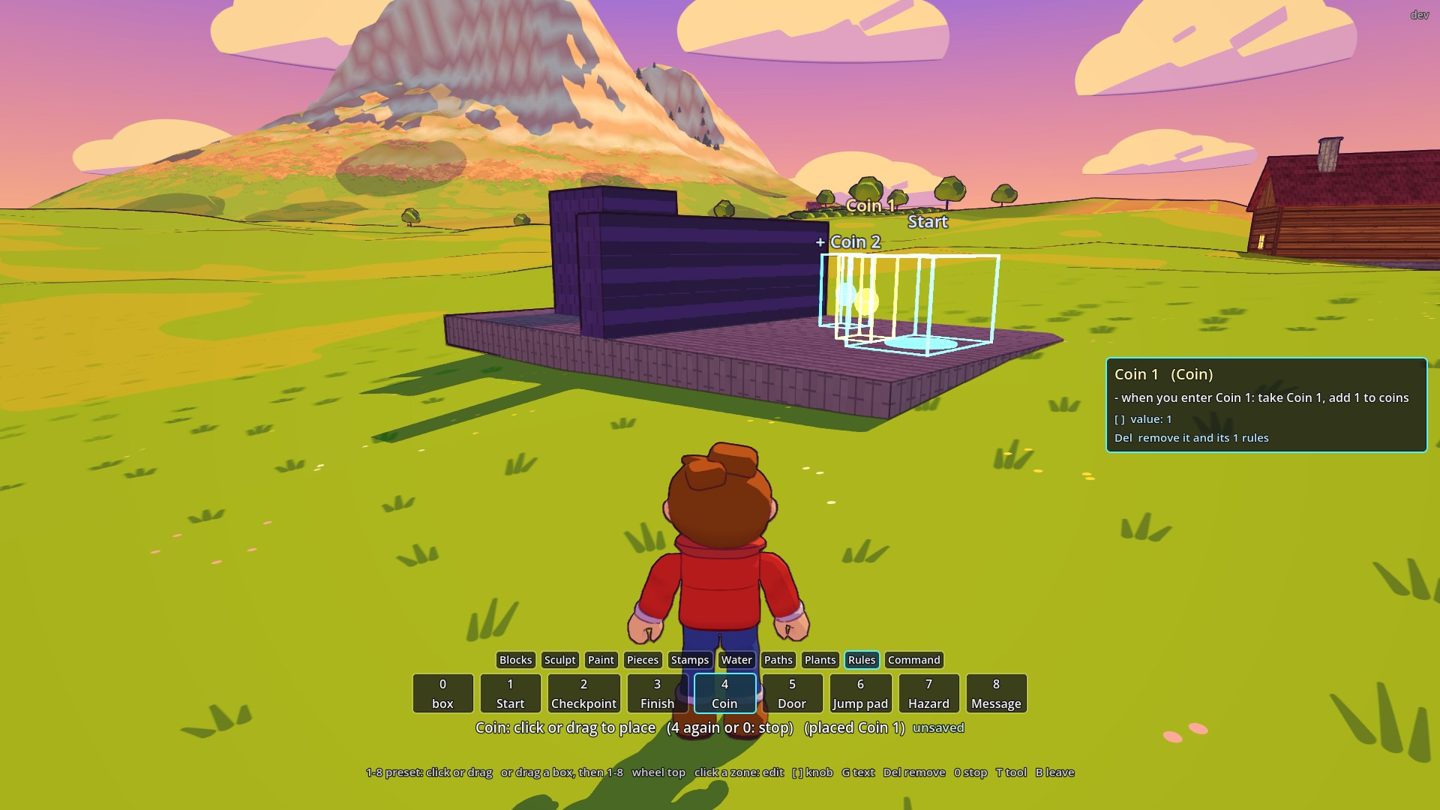 dev
Coin 1
Start
+ Coin 2
Coin 1 (Coin)
- when you enter Coin 1: take Coin 1, add 1 to coins
[ ] value: 1
Del remove it and its 1 rules
Blocks Sculpt Paint Pieces Stamps Water Paths Plants Rules Command
0 1 2 3 4 5 6 7 8
box Start Checkpoint Finish Coin Door Jump pad Hazard Message
Coin: click or drag to place (4 again or 0: stop) (placed Coin 1) unsaved
1-8 preset: click or drag or drag a box, then 1-8 wheel top click a zone: edit [ ] knob G text Del remove 0 stop T tool B leave